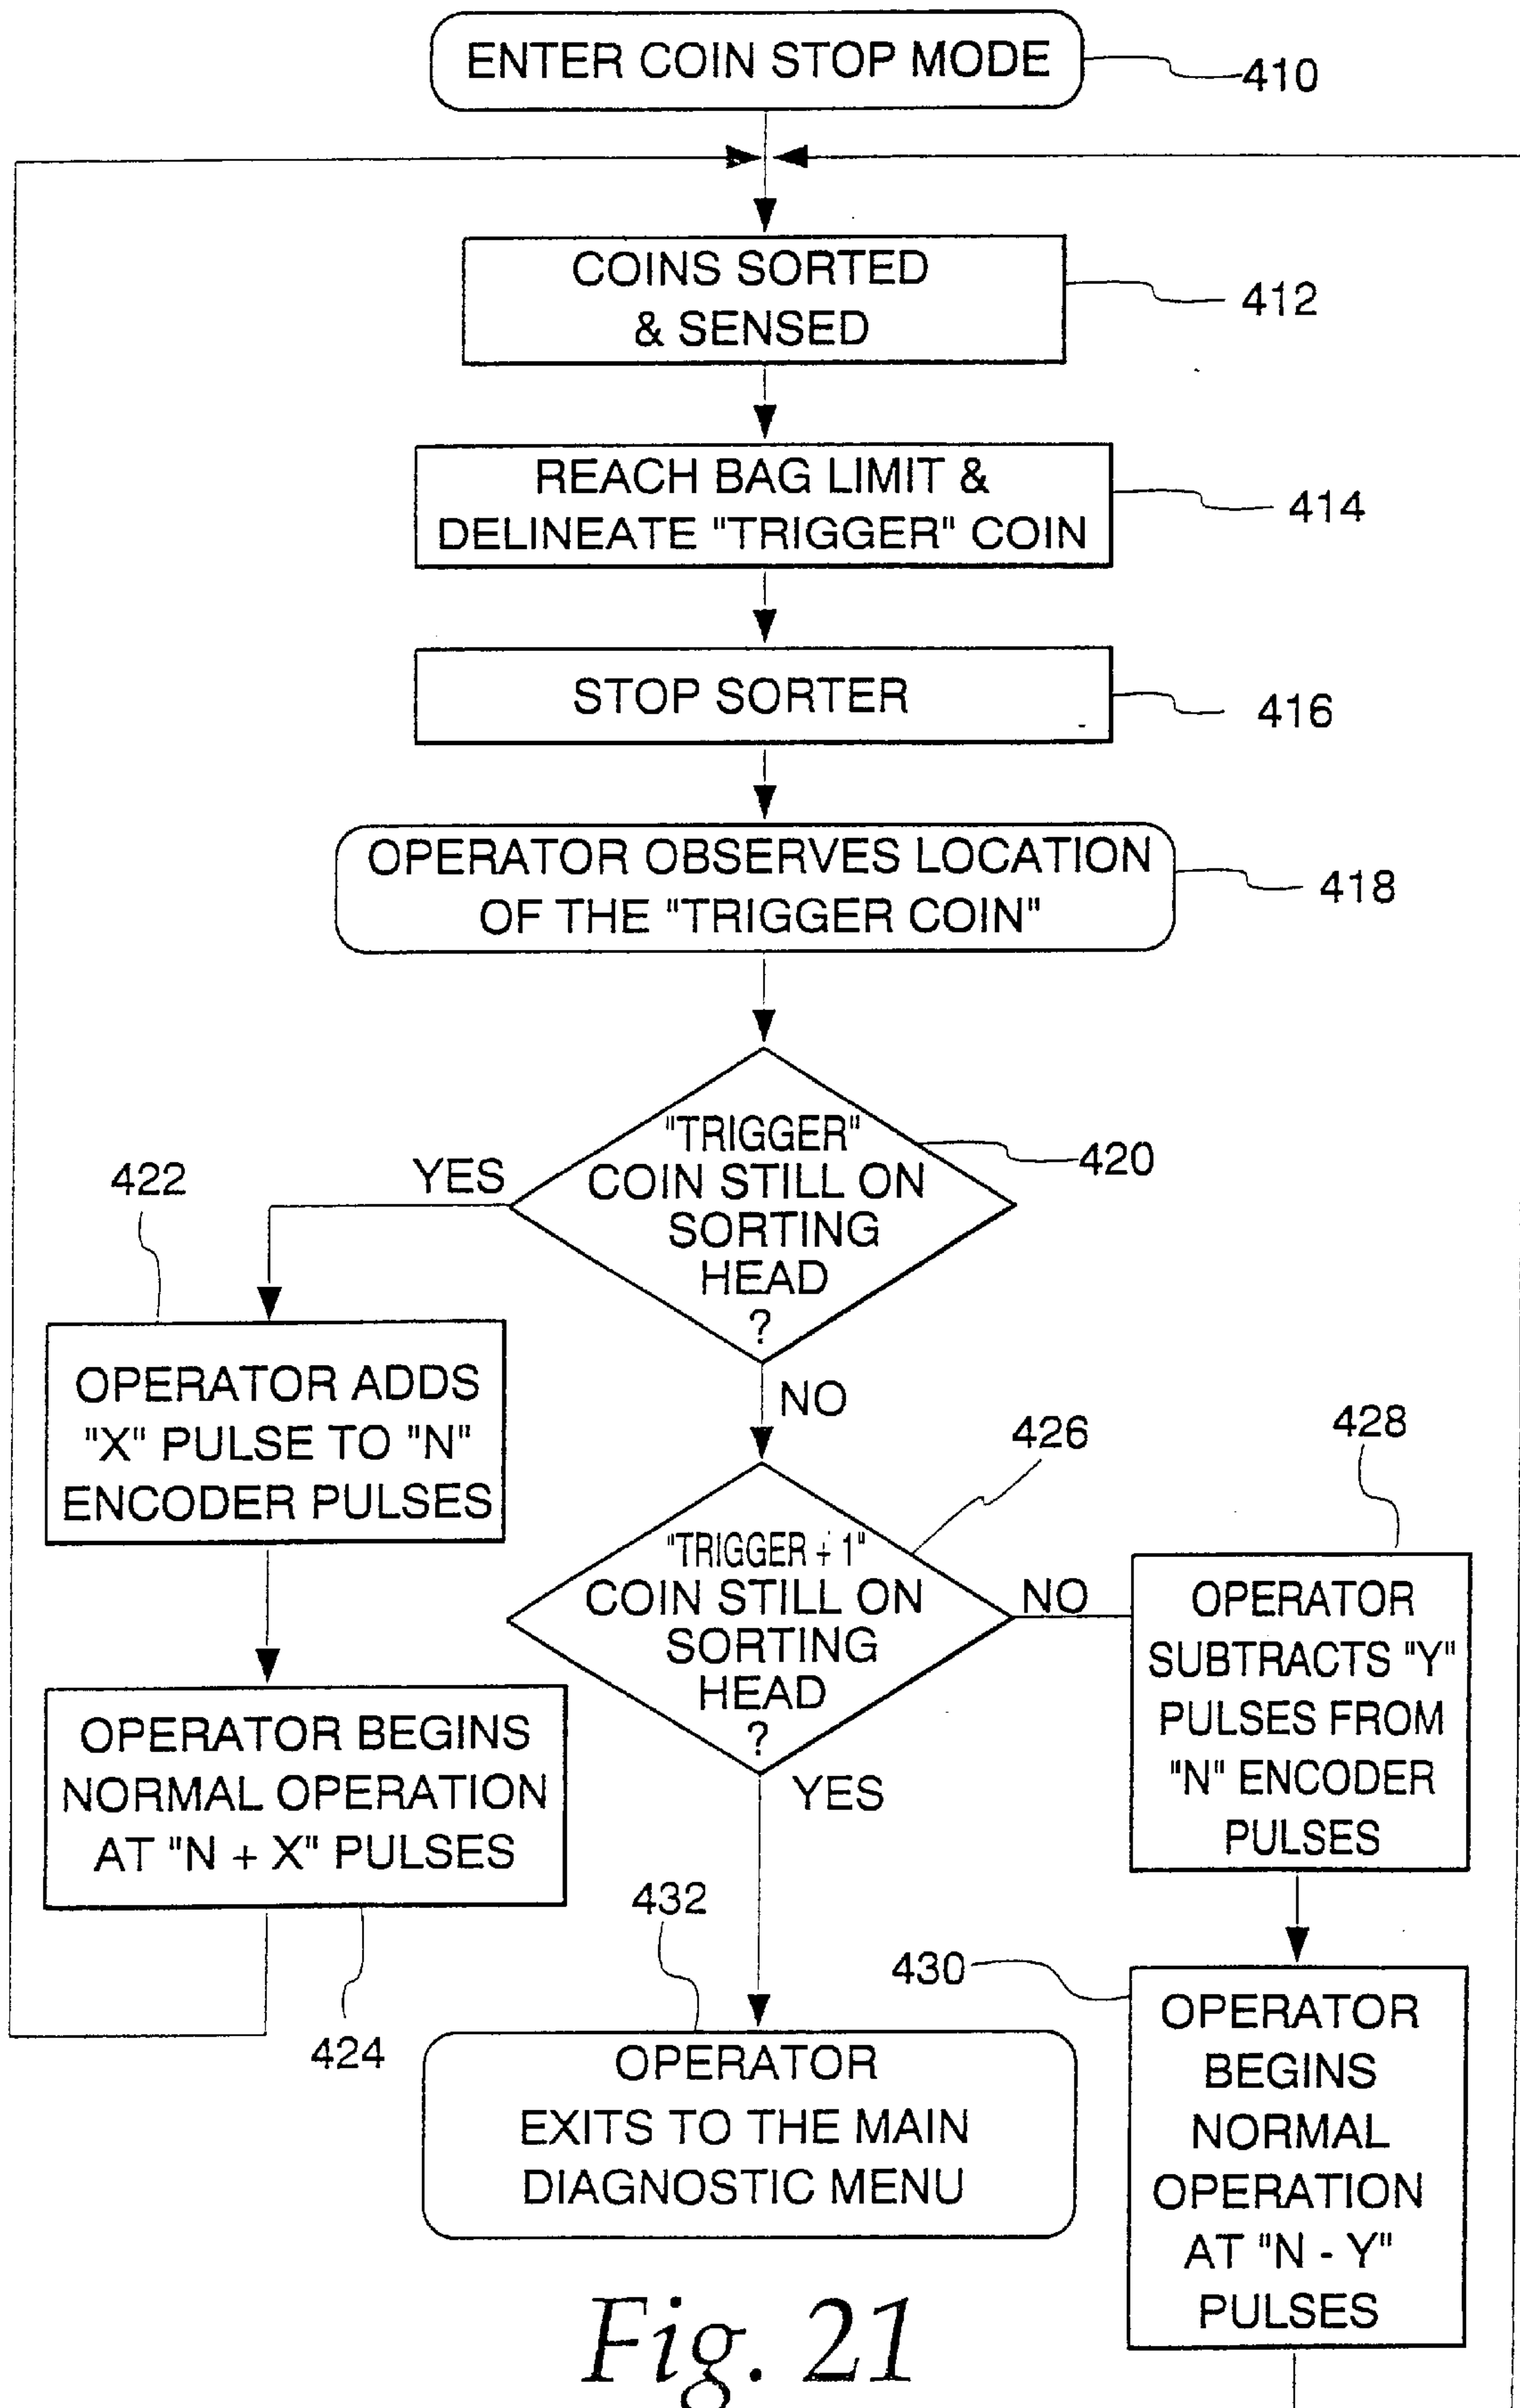 ENTER COIN STOP MODE
410
COINS SORTED
& SENSED
412
REACH BAG LIMIT &
DELINEATE "TRIGGER" COIN
414
STOP SORTER
416
OPERATOR OBSERVES LOCATION
OF THE "TRIGGER COIN"
418
"TRIGGER"
COIN STILL ON
SORTING
HEAD
?
420
YES
422
OPERATOR ADDS
"X" PULSE TO "N"
ENCODER PULSES
NO
OPERATOR BEGINS
NORMAL OPERATION
AT "N + X" PULSES
424
426
"TRIGGER + 1"
COIN STILL ON
SORTING
HEAD
?
NO
428
OPERATOR
SUBTRACTS "Y"
PULSES FROM
"N" ENCODER
PULSES
YES
432
OPERATOR
EXITS TO THE MAIN
DIAGNOSTIC MENU
430
OPERATOR
BEGINS
NORMAL
OPERATION
AT "N - Y"
PULSES
Fig. 21